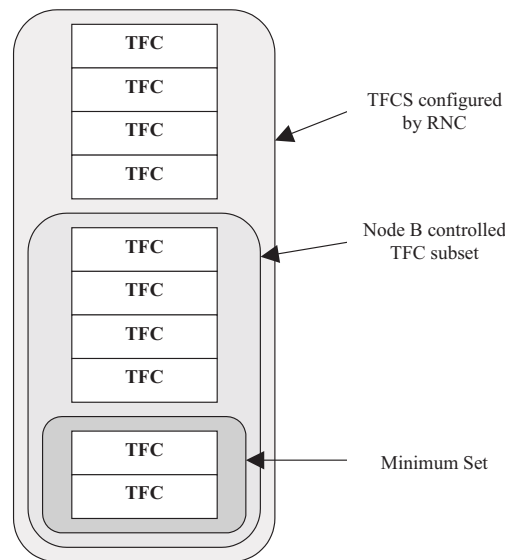 TFC
TFC
TFC
TFC
TFCS configured
by RNC
TFC
TFC
TFC
TFC
Node B controlled
TFC subset
TFC
TFC
Minimum Set